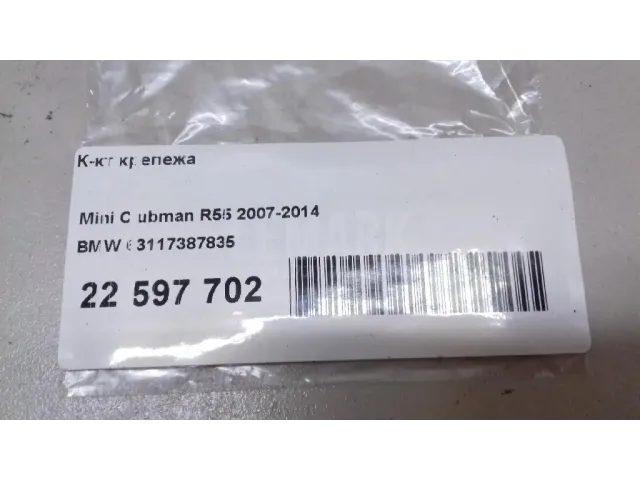 К-кт крепежа
Mini Clubman R55 2007-2014
BMW 63117387835
22 597 702